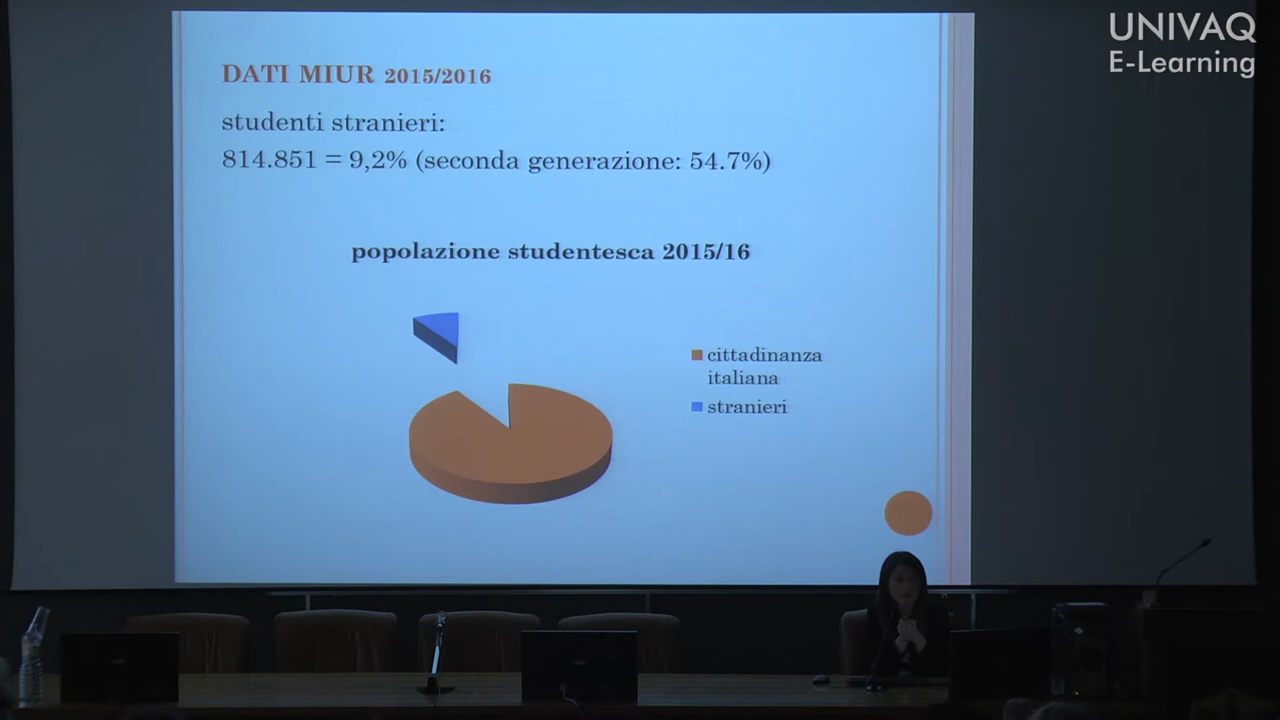 UNIVAQ
E-Learning
DATI MIUR 2015/2016
studenti stranieri:
814.851 = 9,2% (seconda generazione: 54.7%)
popolazione studentesca 2015/16
cittadinanza
italiana
stranieri